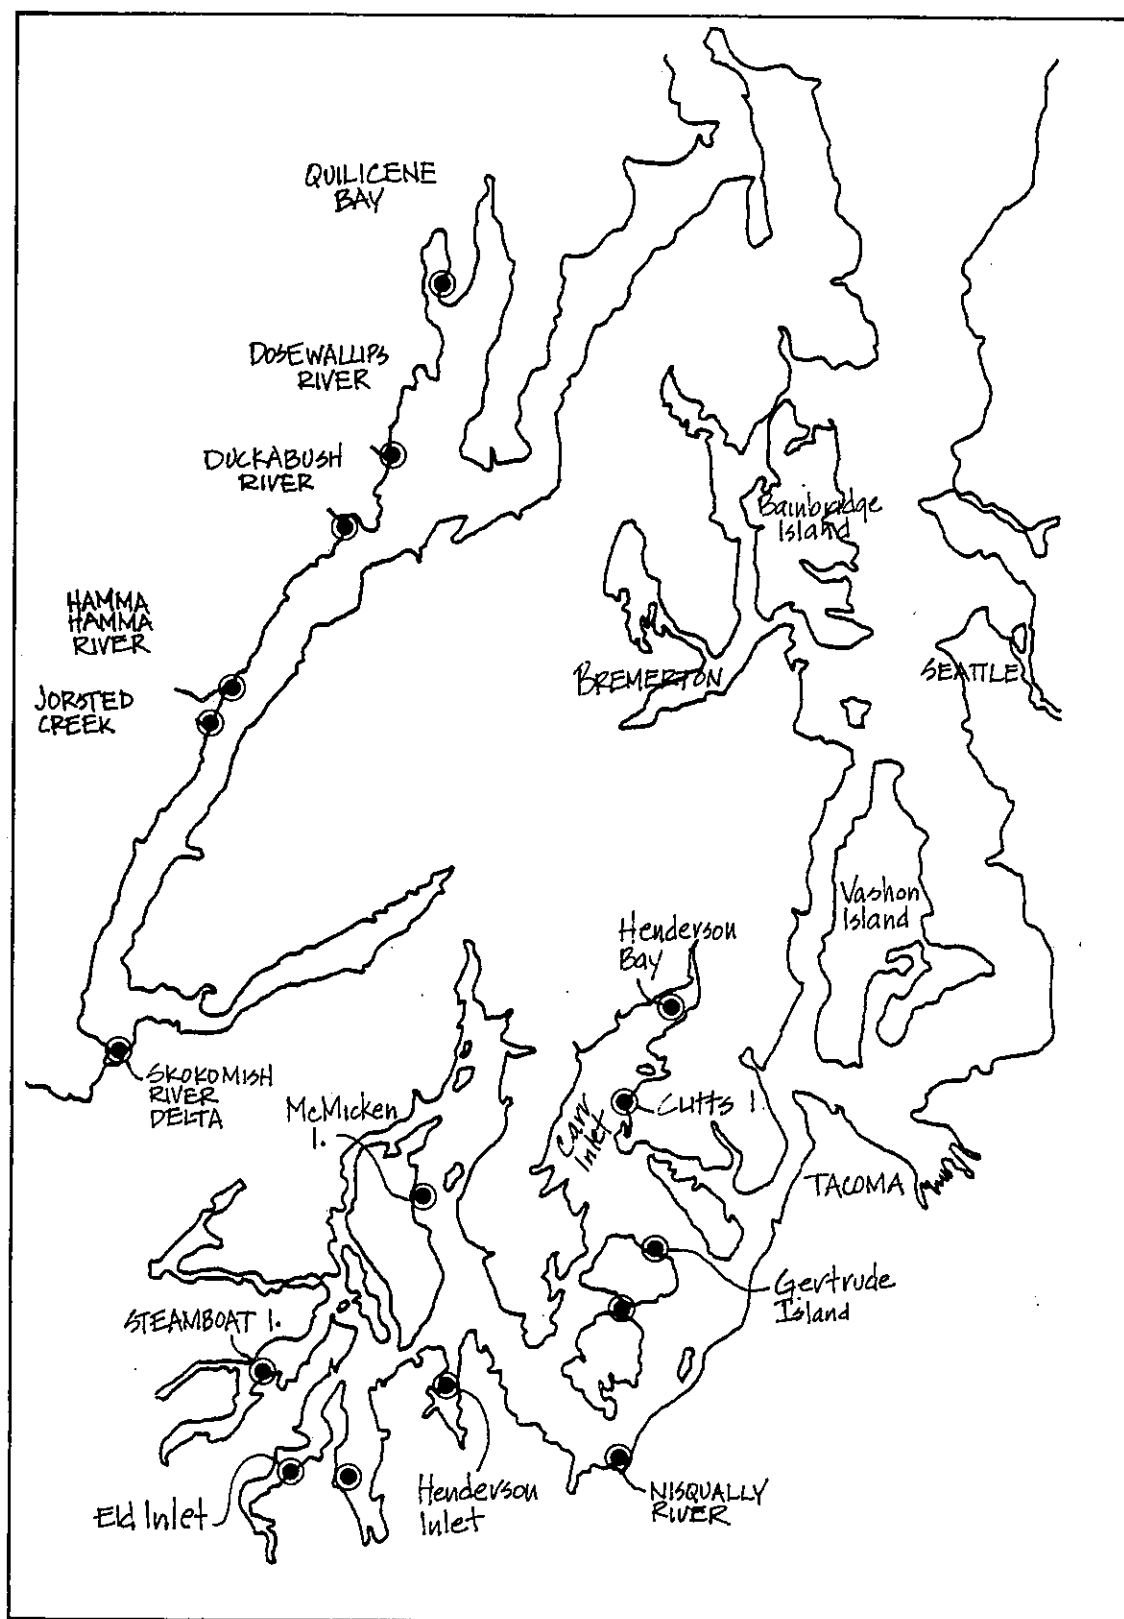 QUILICENE
BAY
DOSEWALLIPS
RIVER
DUCKABUSH
RIVER
Bainbridge
Island
HAMMA
HAMMA
RIVER
BREMERTON
SEATTLE
JORSTED
CREEK
Vashon
Island
Henderson
Bay
SKOKOMISH
RIVER
DELTA
McMicken
I.
Carr
Inlet
CUTTS I.
TACOMA
Gertrude
Island
STEAMBOAT I.
Eld Inlet
Henderson
Inlet
NISQUALLY
RIVER